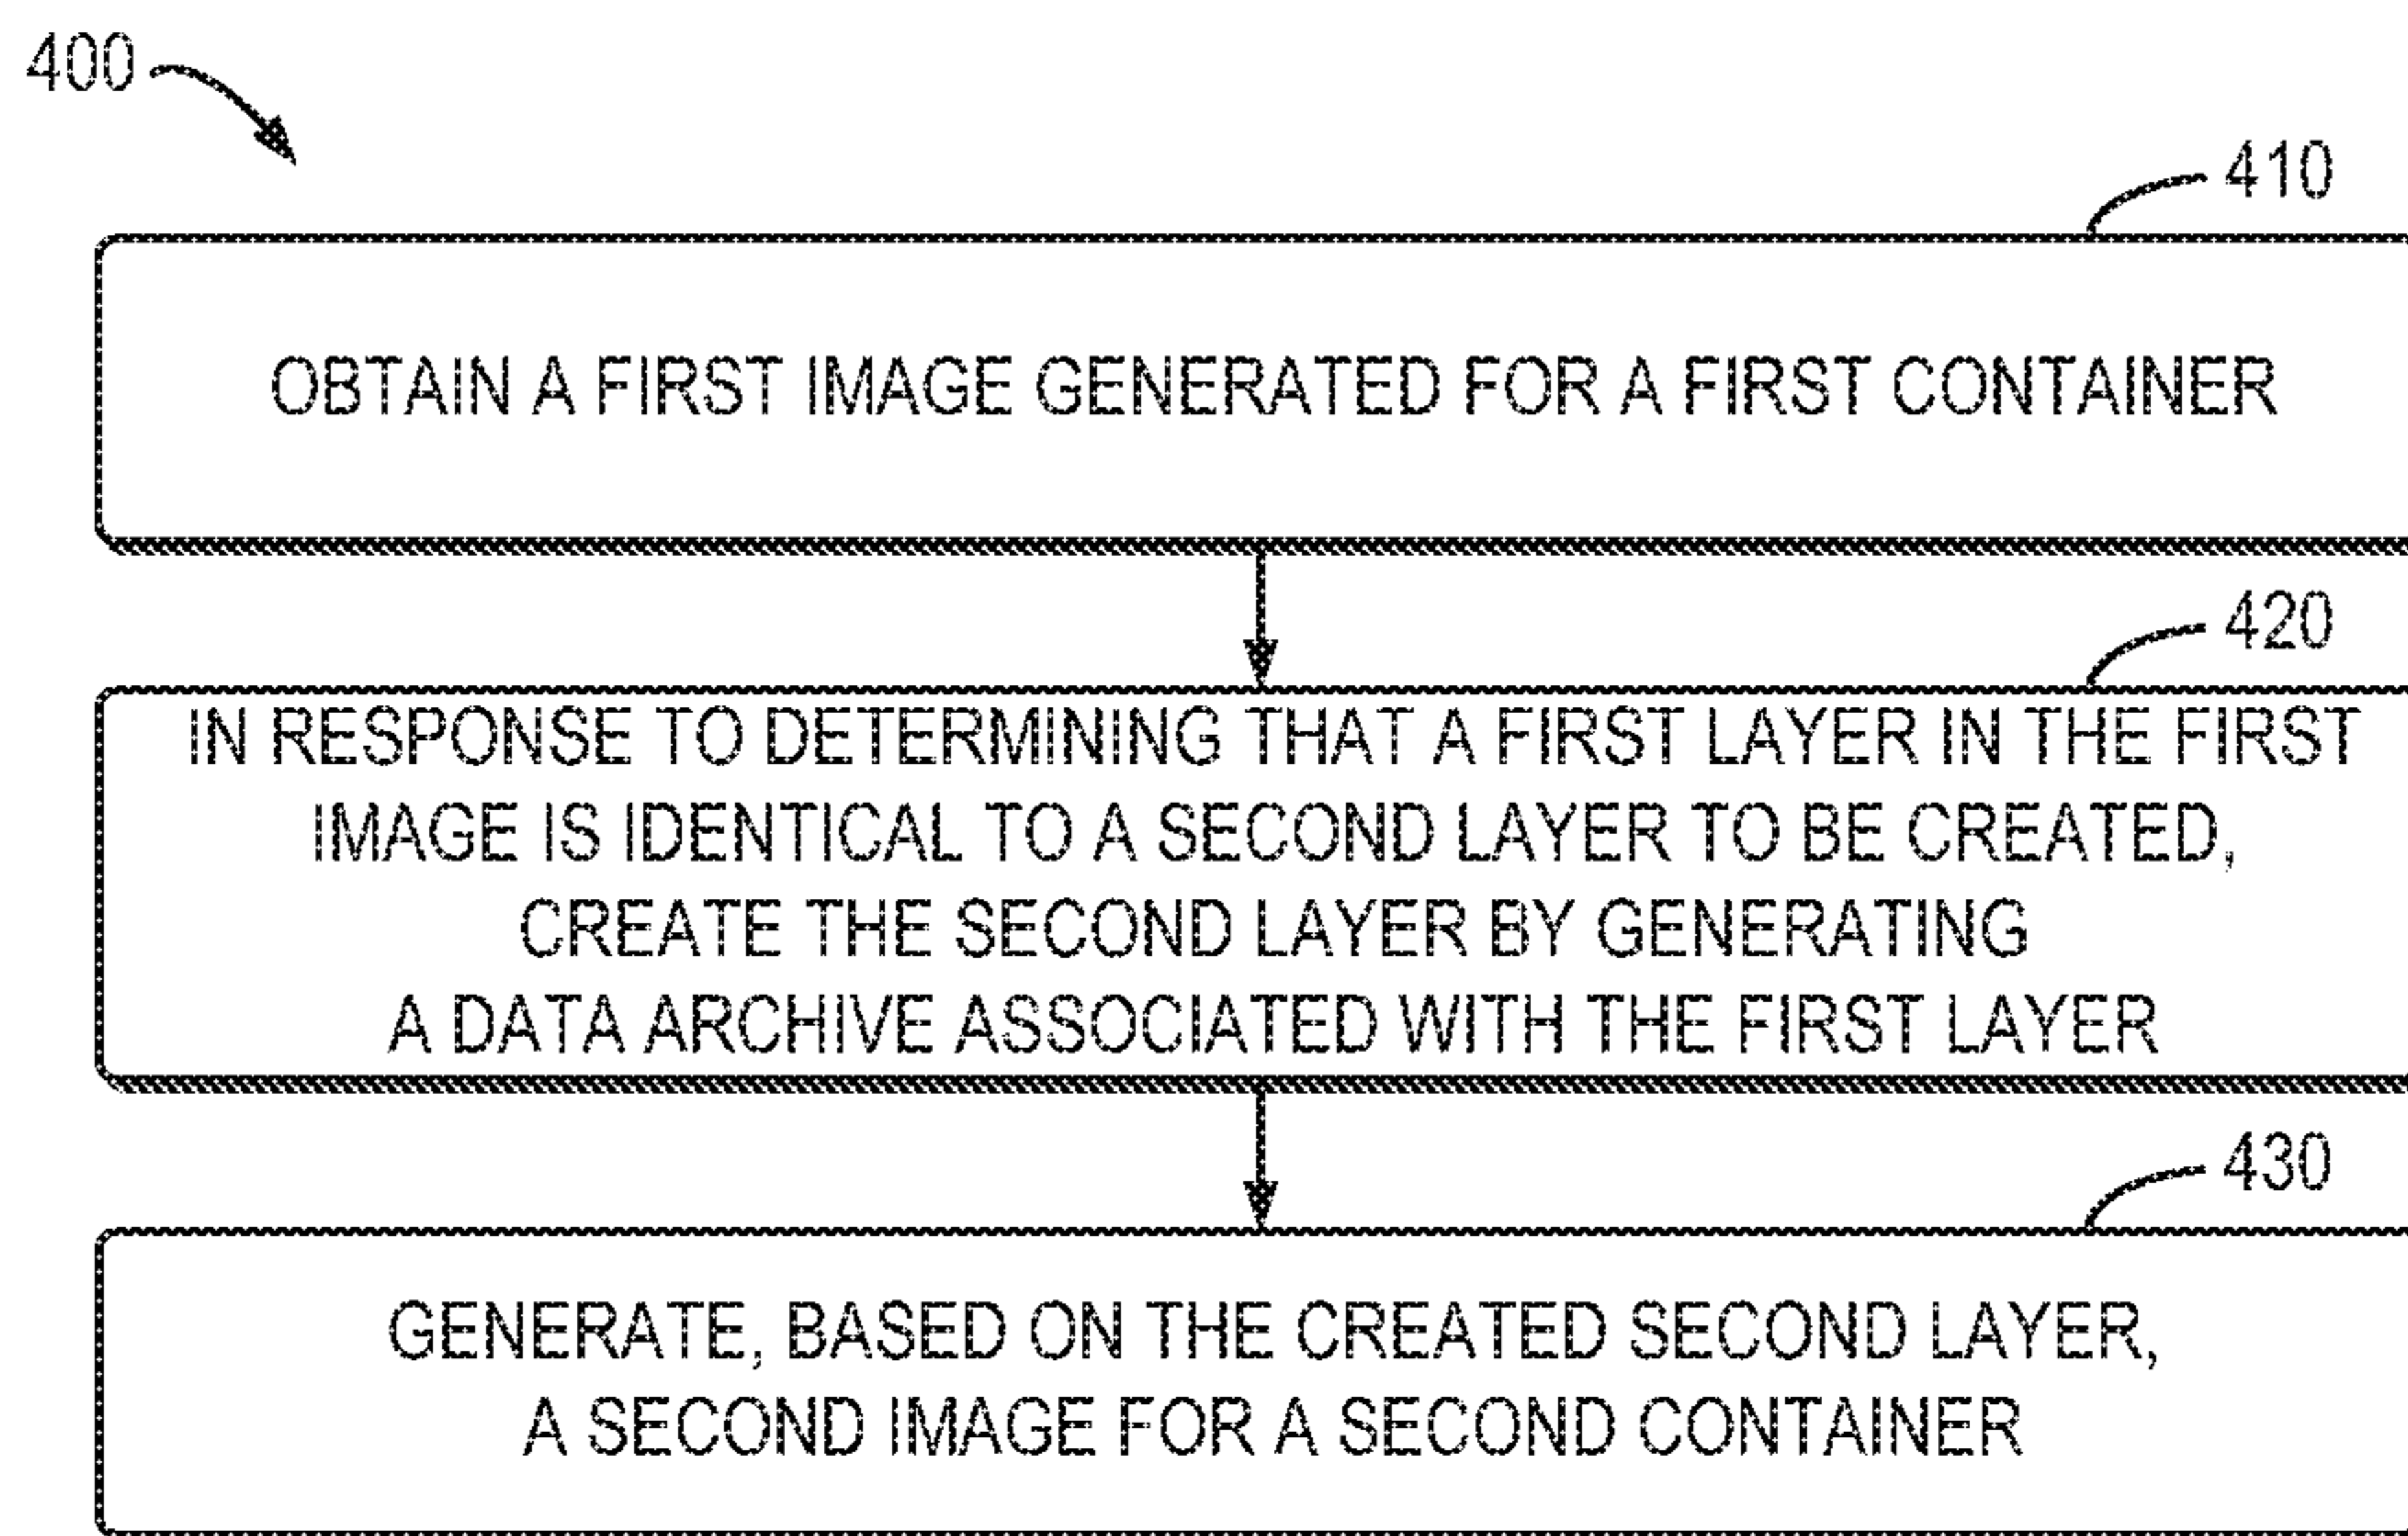 400
410
OBTAIN A FIRST IMAGE GENERATED FOR A FIRST CONTAINER
420
IN RESPONSE TO DETERMINING THAT A FIRST LAYER IN THE FIRST
IMAGE IS IDENTICAL TO A SECOND LAYER TO BE CREATED,
CREATE THE SECOND LAYER BY GENERATING
A DATA ARCHIVE ASSOCIATED WITH THE FIRST LAYER
430
GENERATE, BASED ON THE CREATED SECOND LAYER,
A SECOND IMAGE FOR A SECOND CONTAINER